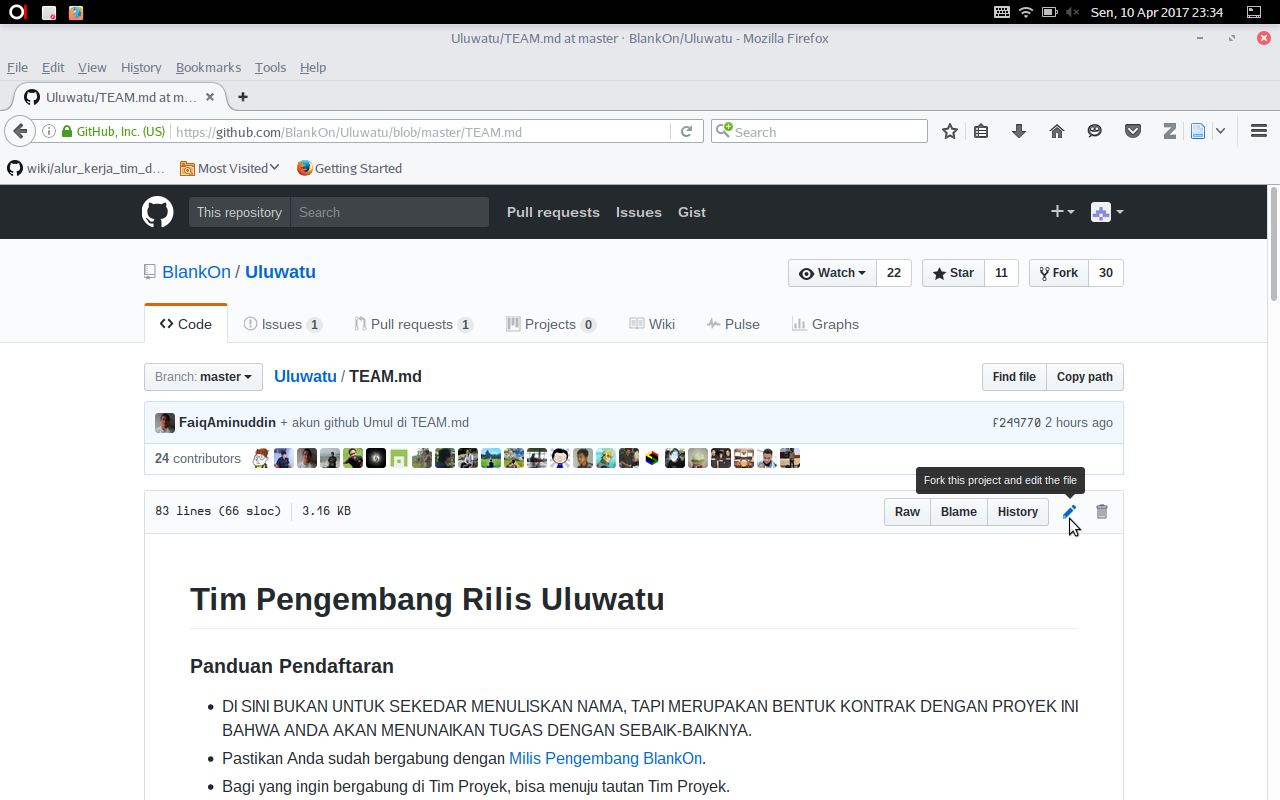 Sen, 10 Apr 2017 23:34
Uluwatu/TEAM.md at master · BlankOn/Uluwatu - Mozilla Firefox
File Edit View History Bookmarks Tools Help
Uluwatu/TEAM.md at m...
GitHub, Inc. (US) https://github.com/BlankOn/Uluwatu/blob/master/TEAM.md Search
wiki/alur_kerja_tim_d... Most Visited Getting Started
This repository Search Pull requests Issues Gist
BlankOn / Uluwatu Watch 22 Star 11 Fork 30
Code Issues 1 Pull requests 1 Projects 0 Wiki Pulse Graphs
Branch: master Uluwatu / TEAM.md Find file Copy path
FaiqAminuddin + akun github Umul di TEAM.md f249770 2 hours ago
24 contributors
Fork this project and edit the file
83 lines (66 sloc) 3.16 KB Raw Blame History
Tim Pengembang Rilis Uluwatu
Panduan Pendaftaran
• DI SINI BUKAN UNTUK SEKEDAR MENULISKAN NAMA, TAPI MERUPAKAN BENTUK KONTRAK DENGAN PROYEK INI
BAHWA ANDA AKAN MENUNAIKAN TUGAS DENGAN SEBAIK-BAIKNYA.
• Pastikan Anda sudah bergabung dengan Milis Pengembang BlankOn.
• Bagi yang ingin bergabung di Tim Proyek, bisa menuju tautan Tim Proyek.